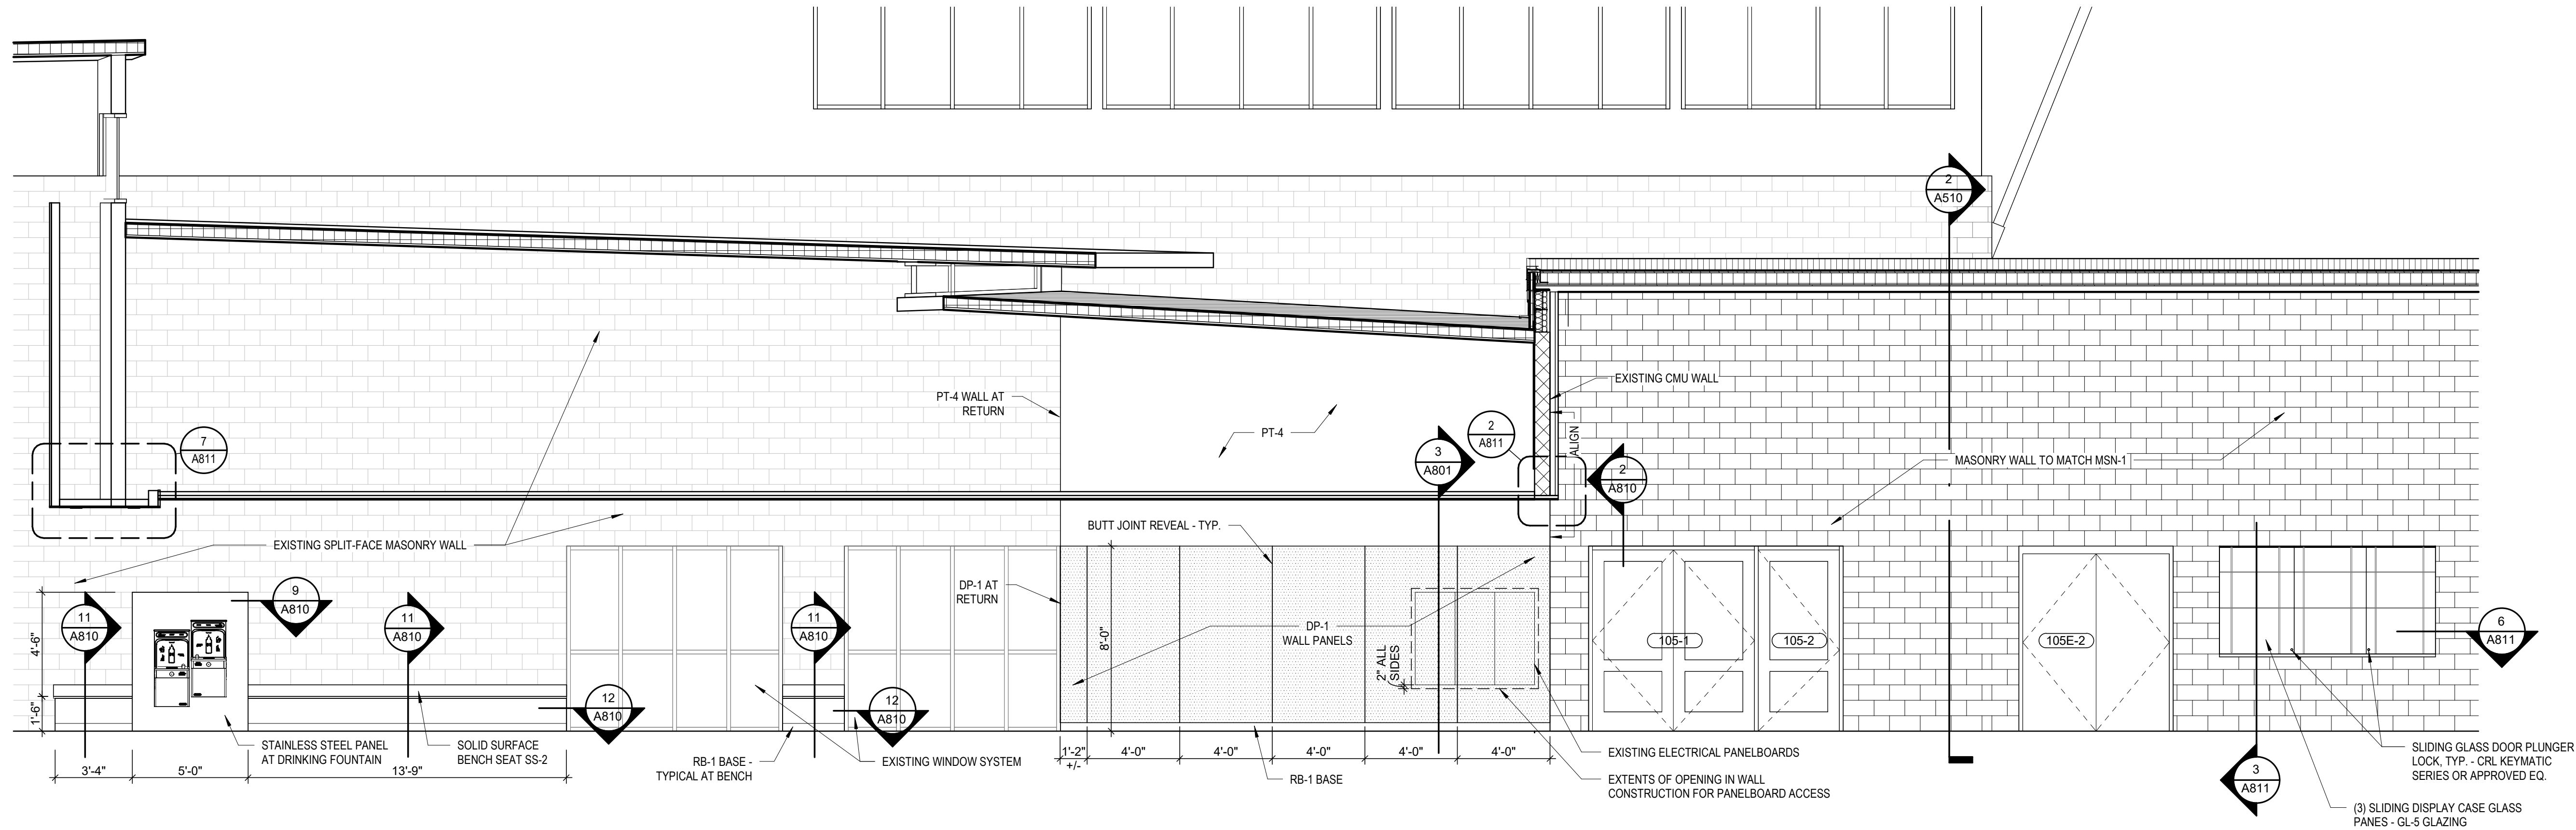 2
A510
EXISTING CMU WALL
PT-4 WALL AT
RETURN
PT-4
ALIGN
2
A811
7
A811
3
A801
2
A810
MASONRY WALL TO MATCH MSN-1
BUTT JOINT REVEAL - TYP.
EXISTING SPLIT-FACE MASONRY WALL
DP-1 AT
RETURN
9
A810
11
A810
11
A810
11
A810
4'-6"
1'-6"
8'-0"
DP-1
WALL PANELS
2" ALL
SIDES
105-1
105-2
105E-2
6
A811
12
A810
12
A810
STAINLESS STEEL PANEL
AT DRINKING FOUNTAIN
SOLID SURFACE
BENCH SEAT SS-2
RB-1 BASE -
TYPICAL AT BENCH
EXISTING WINDOW SYSTEM
3'-4"
5'-0"
13'-9"
1'-2"
+/-
4'-0"
4'-0"
4'-0"
4'-0"
4'-0"
RB-1 BASE
EXISTING ELECTRICAL PANELBOARDS
EXTENTS OF OPENING IN WALL
CONSTRUCTION FOR PANELBOARD ACCESS
3
A811
SLIDING GLASS DOOR PLUNGER
LOCK, TYP. - CRL KEYMATIC
SERIES OR APPROVED EQ.
(3) SLIDING DISPLAY CASE GLASS
PANES - GL-5 GLAZING